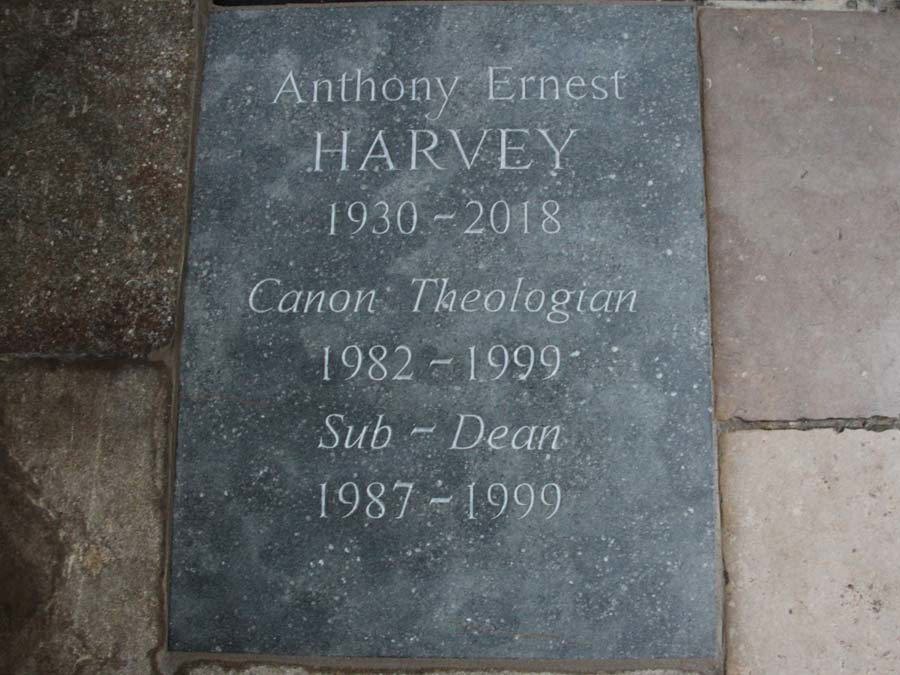 Anthony Ernest
HARVEY
1930 ~ 2018
Canon Theologian
1982 ~ 1999
Sub ~ Dean
1987 ~ 1999